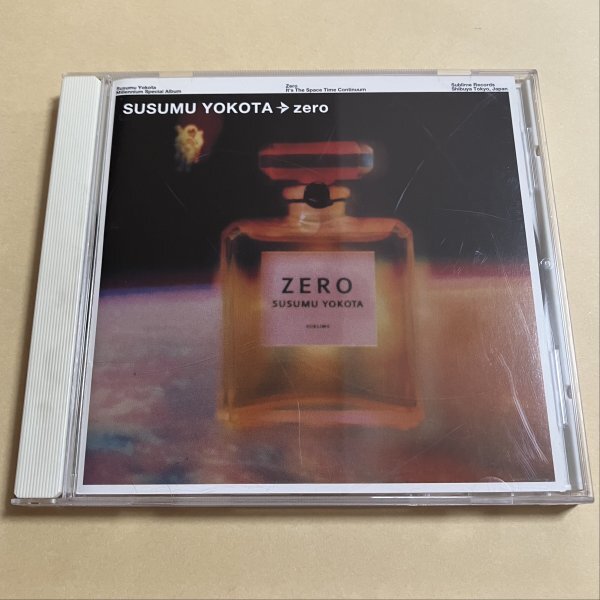 Susumu Yokota
Millennium Special Album
Zero
It's The Space Time Continuum
Sublime Records
Shibuya Tokyo, Japan
SUSUMU YOKOTA → zero
ZERO
SUSUMU YOKOTA
SUBLIME